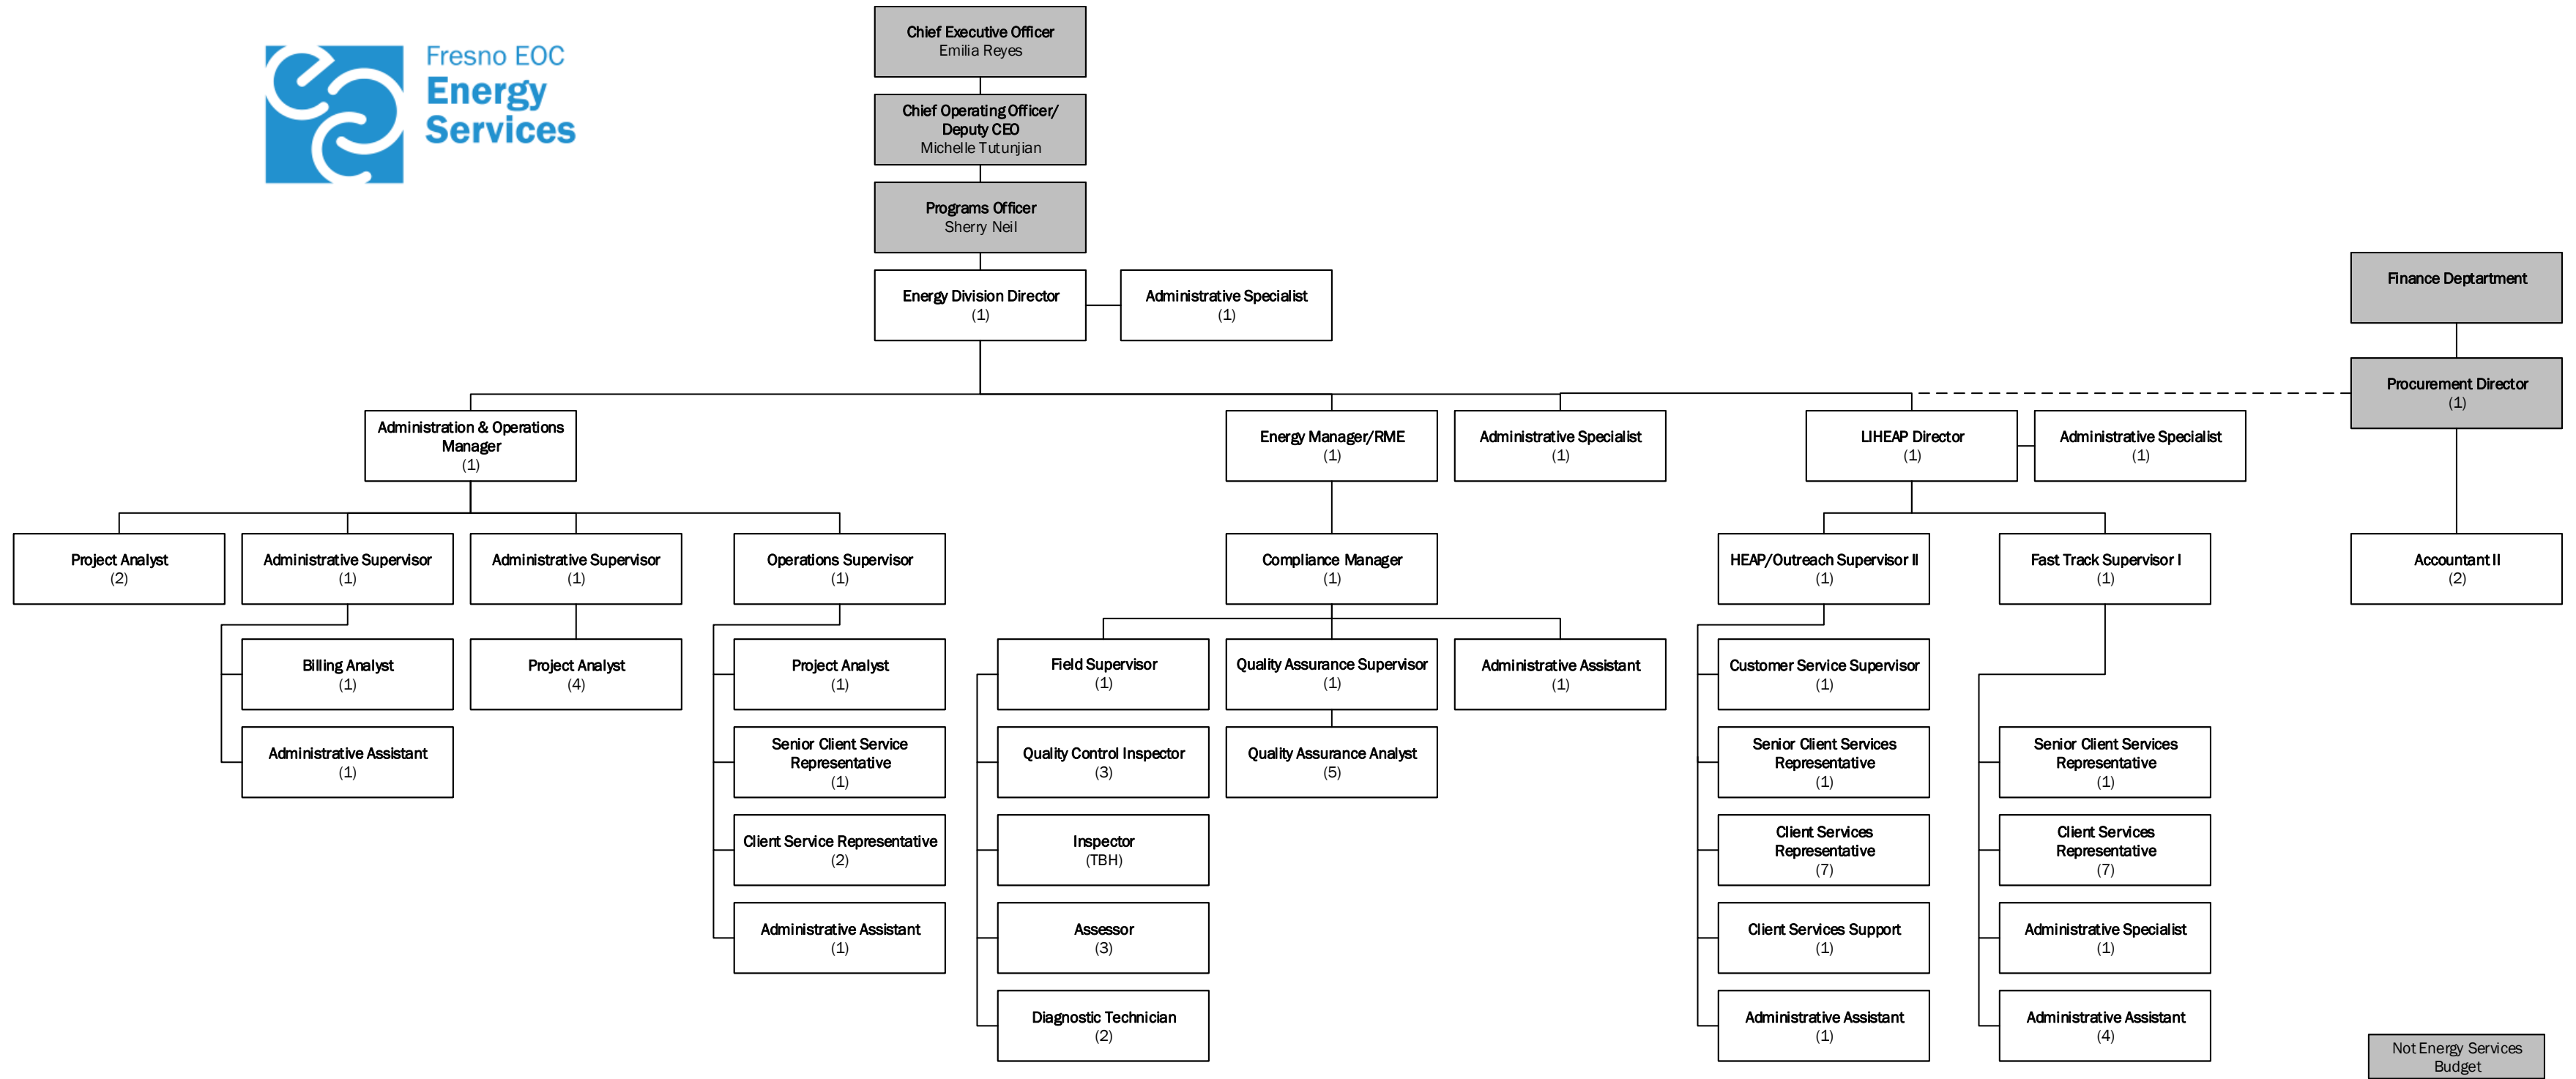 Fresno EOC
Energy
Services
Chief Executive Officer
Emilia Reyes
Chief Operating Officer/
Deputy CEO
Michelle Tutunjian
Programs Officer
Sherry Neil
Energy Division Director
(1)
Administrative Specialist
(1)
Finance Deptartment
Procurement Director
(1)
Administration & Operations
Manager
(1)
Energy Manager/RME
(1)
Administrative Specialist
(1)
LIHEAP Director
(1)
Administrative Specialist
(1)
Project Analyst
(2)
Administrative Supervisor
(1)
Administrative Supervisor
(1)
Operations Supervisor
(1)
Compliance Manager
(1)
HEAP/Outreach Supervisor II
(1)
Fast Track Supervisor I
(1)
Accountant II
(2)
Billing Analyst
(1)
Administrative Assistant
(1)
Project Analyst
(4)
Project Analyst
(1)
Senior Client Service
Representative
(1)
Client Service Representative
(2)
Administrative Assistant
(1)
Field Supervisor
(1)
Quality Control Inspector
(3)
Inspector
(TBH)
Assessor
(3)
Diagnostic Technician
(2)
Quality Assurance Supervisor
(1)
Quality Assurance Analyst
(5)
Administrative Assistant
(1)
Customer Service Supervisor
(1)
Senior Client Services
Representative
(1)
Client Services
Representative
(7)
Client Services Support
(1)
Administrative Assistant
(1)
Senior Client Services
Representative
(1)
Client Services
Representative
(7)
Administrative Specialist
(1)
Administrative Assistant
(4)
Not Energy Services
Budget